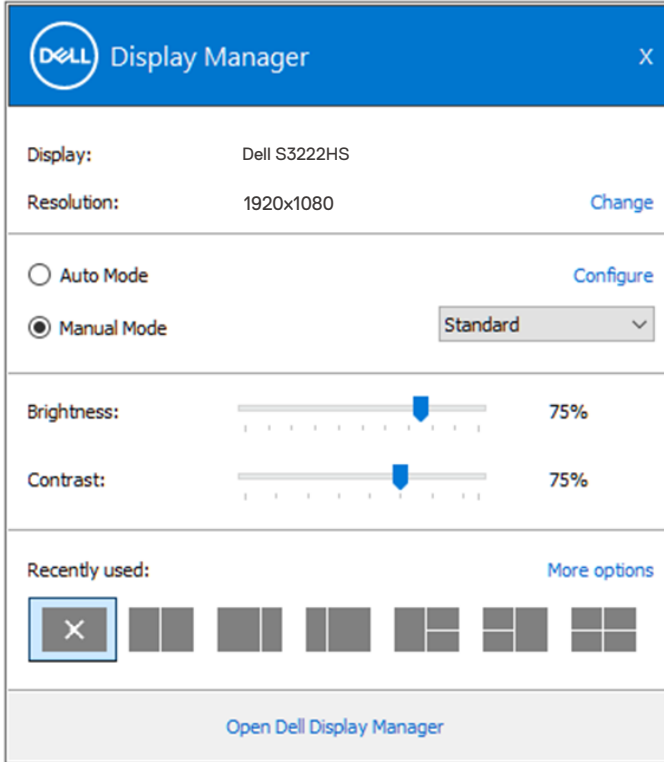 DELL Display Manager X
Display: Dell S3222HS
Resolution: 1920x1080 Change
Auto Mode Configure
Manual Mode Standard
Brightness: 75%
Contrast: 75%
Recently used: More options
Open Dell Display Manager